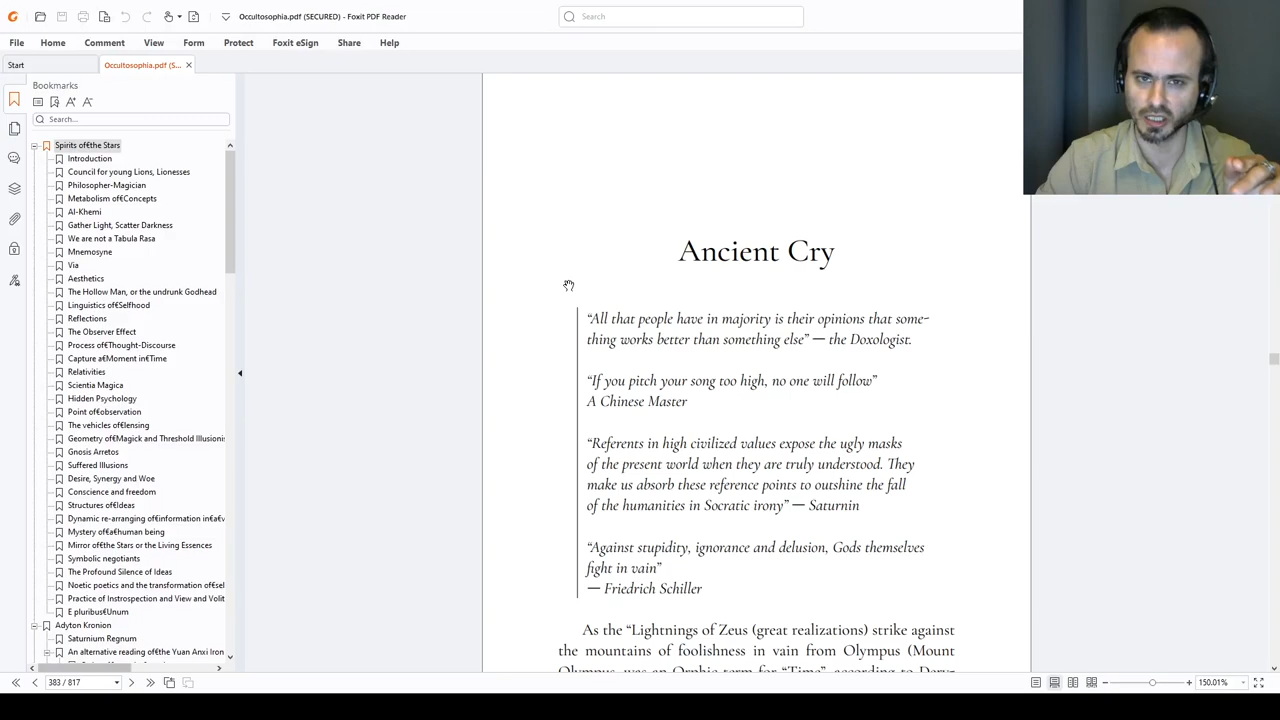 Occultosophia.pdf (SECURED) - Foxit PDF Reader
Search
File Home Comment View Form Protect Foxit eSign Share Help
Start
Occultosophia.pdf (S...
Bookmarks
Search...
Spirits of€the Stars
Introduction
Council for young Lions, Lionesses
Philosopher-Magician
Metabolism of€Concepts
Al-Khemi
Gather Light, Scatter Darkness
We are not a Tabula Rasa
Mnemosyne
Via
Aesthetics
The Hollow Man, or the undrunk Godhead
Linguistics of€Selfhood
Reflections
The Observer Effect
Process of€Thought-Discourse
Capture a€Moment in€Time
Relativities
Scientia Magica
Hidden Psychology
Point of€observation
The vehicles of€lensing
Geometry of€Magick and Threshold Illusionis
Gnosis Arretos
Suffered Illusions
Desire, Synergy and Woe
Conscience and freedom
Structures of€Ideas
Dynamic re-arranging of€information in€a€v
Mystery of€a€human being
Mirror of€the Stars or the Living Essences
Symbolic negotiants
The Profound Silence of Ideas
Noetic poetics and the transformation of€sel
Practice of Instrospection and View and Volit
E pluribus€Unum
Adyton Kronion
Saturnium Regnum
An alternative reading of€the Yuan Anxi Iron
Ancient Cry
“All that people have in majority is their opinions that some-
thing works better than something else” — the Doxologist.
“If you pitch your song too high, no one will follow”
A Chinese Master
“Referents in high civilized values expose the ugly masks
of the present world when they are truly understood. They
make us absorb these reference points to outshine the fall
of the humanities in Socratic irony” — Saturnin
“Against stupidity, ignorance and delusion, Gods themselves
fight in vain”
— Friedrich Schiller
As the “Lightnings of Zeus (great realizations) strike against
the mountains of foolishness in vain from Olympus (Mount
Olympus, was an Orphic term for “Time”, according to Derv-
383 / 817
150.01%